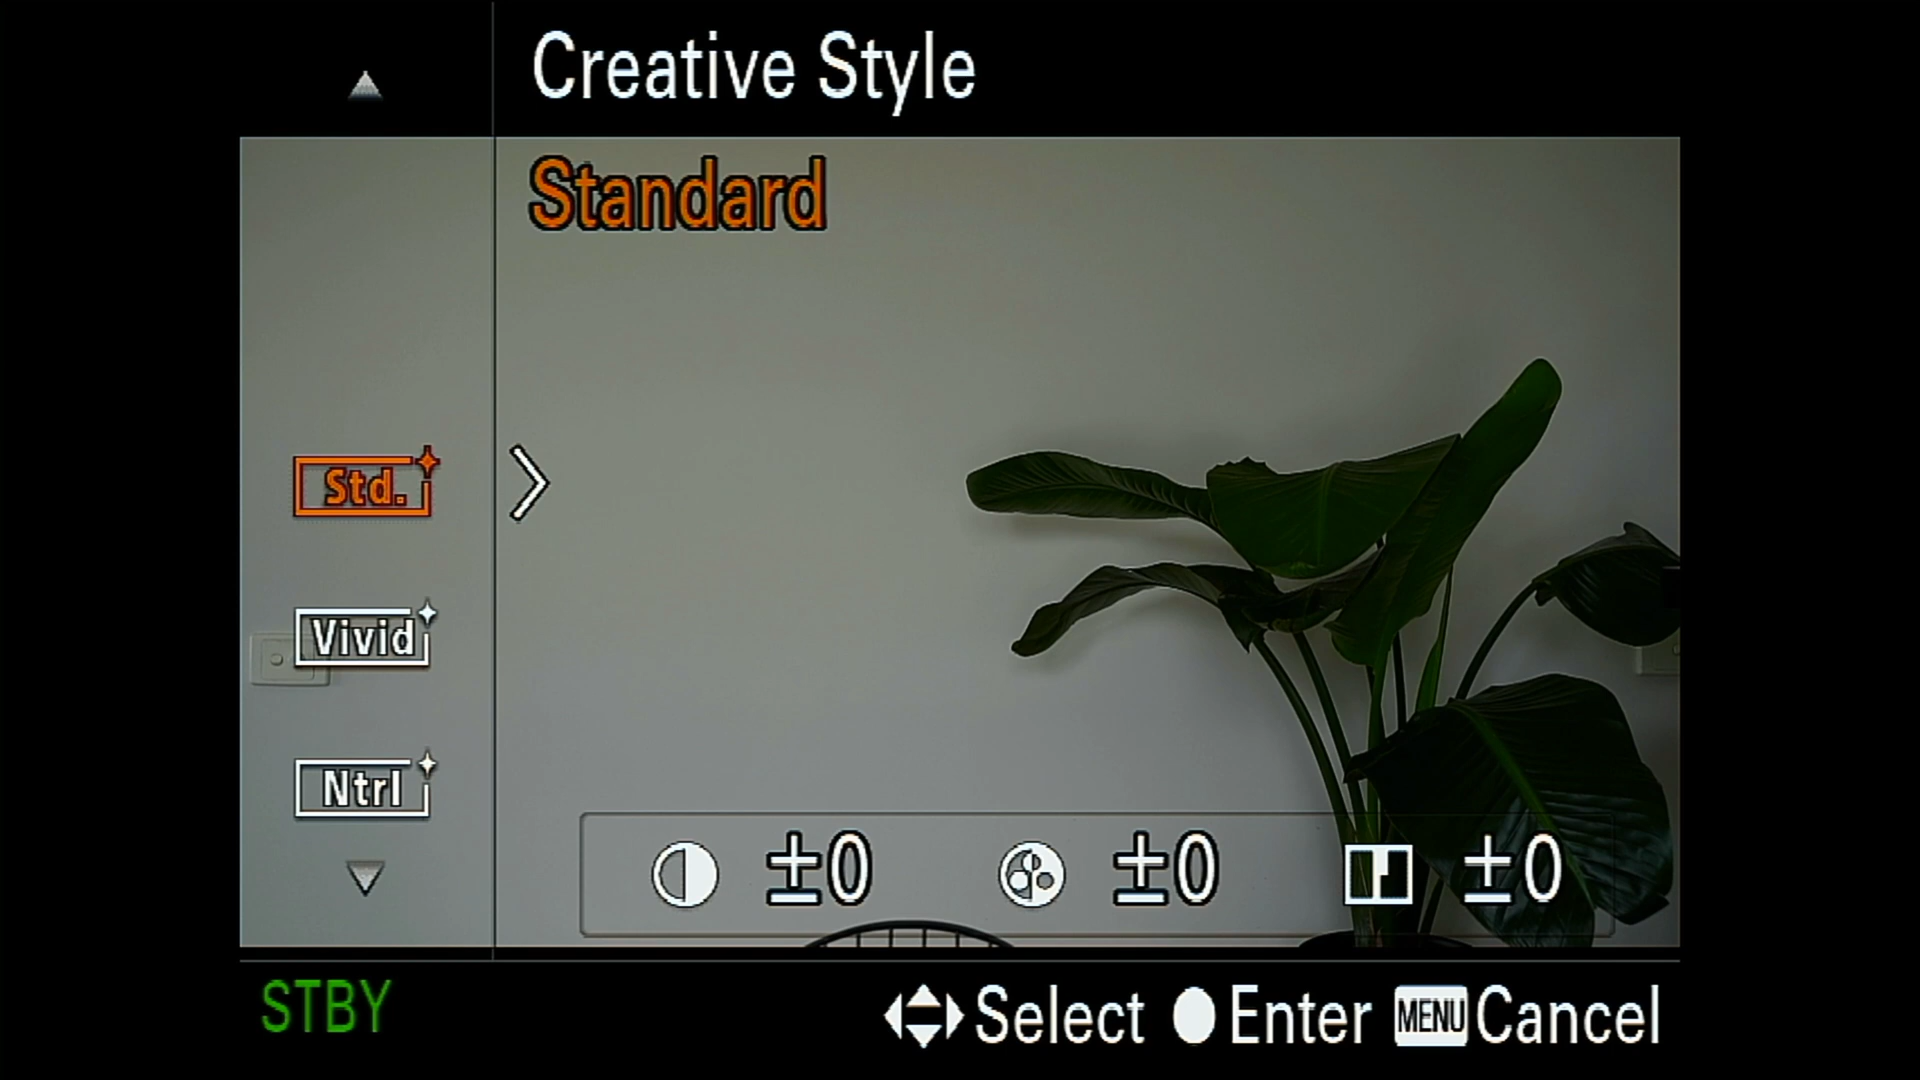 Creative Style
Standard
Std.
Vivid
Ntrl
±0 ±0 ±0
STBY
Select Enter MENU Cancel